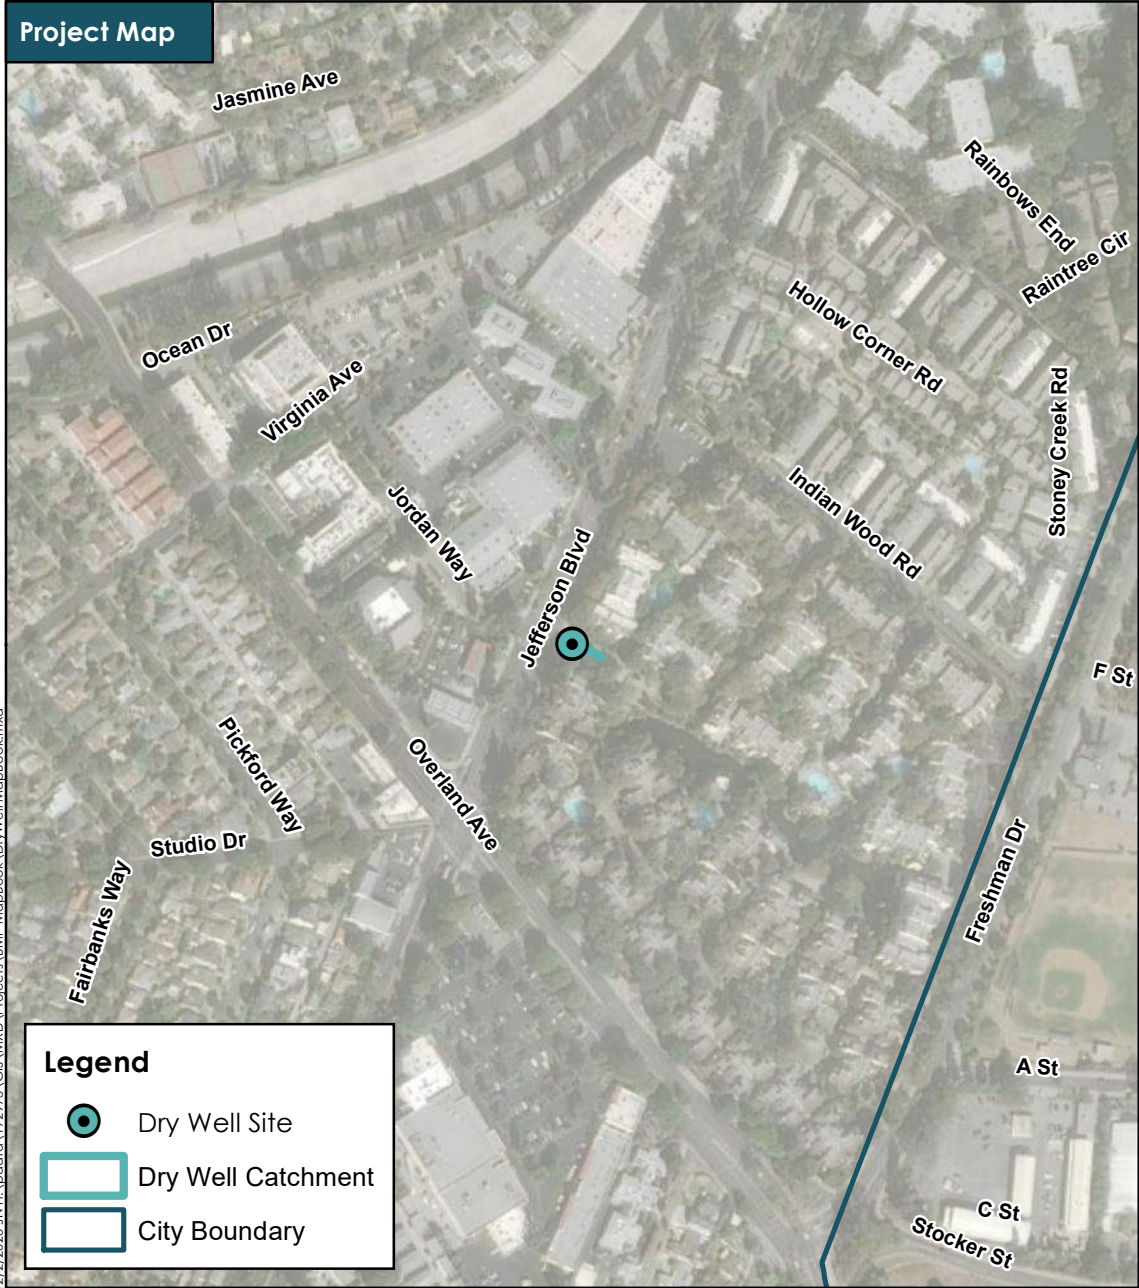 Project Map
Jasmine Ave
Rainbows End
Raintree Cir
Hollow Corner Rd
Ocean Dr
Virginia Ave
Stoney Creek Rd
Jordan Way
Indian Wood Rd
Jefferson Blvd
F St
Pickford Way
Overland Ave
Studio Dr
Freshman Dr
Fairbanks Way
A St
C St
Stocker St
Legend
Dry Well Site
Dry Well Catchment
City Boundary